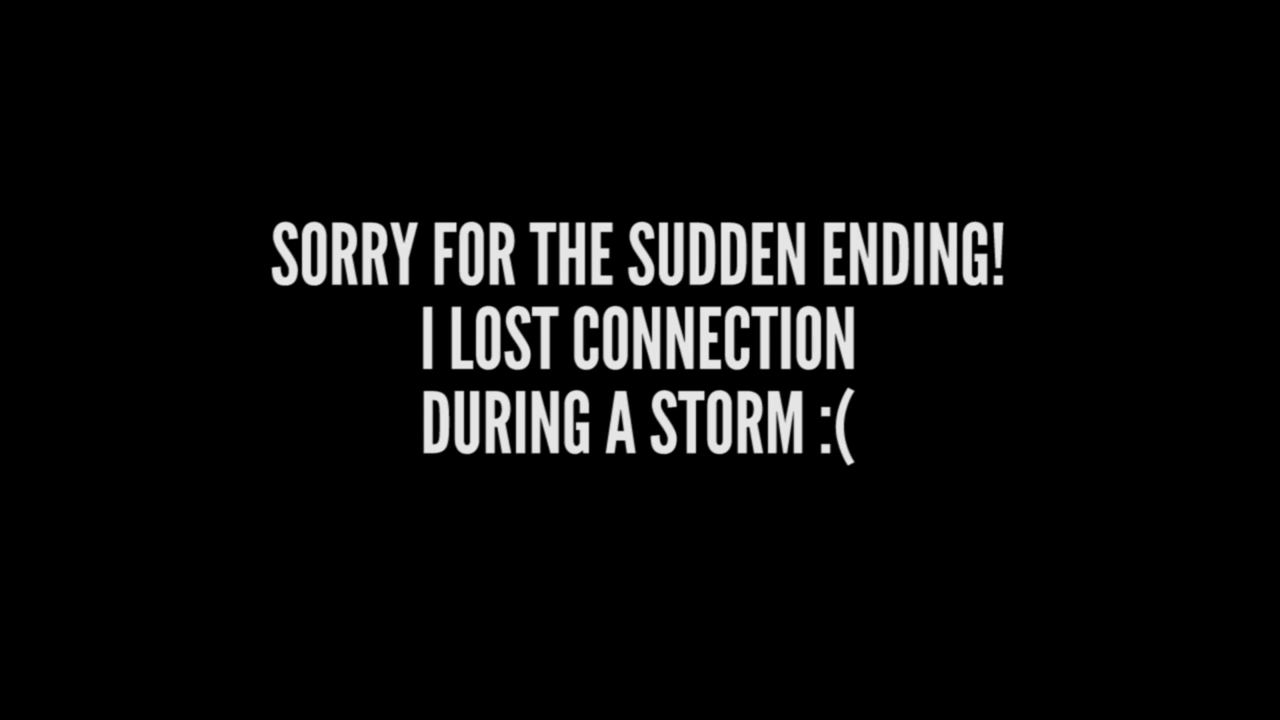 SORRY FOR THE SUDDEN ENDING!
I LOST CONNECTION
DURING A STORM :(